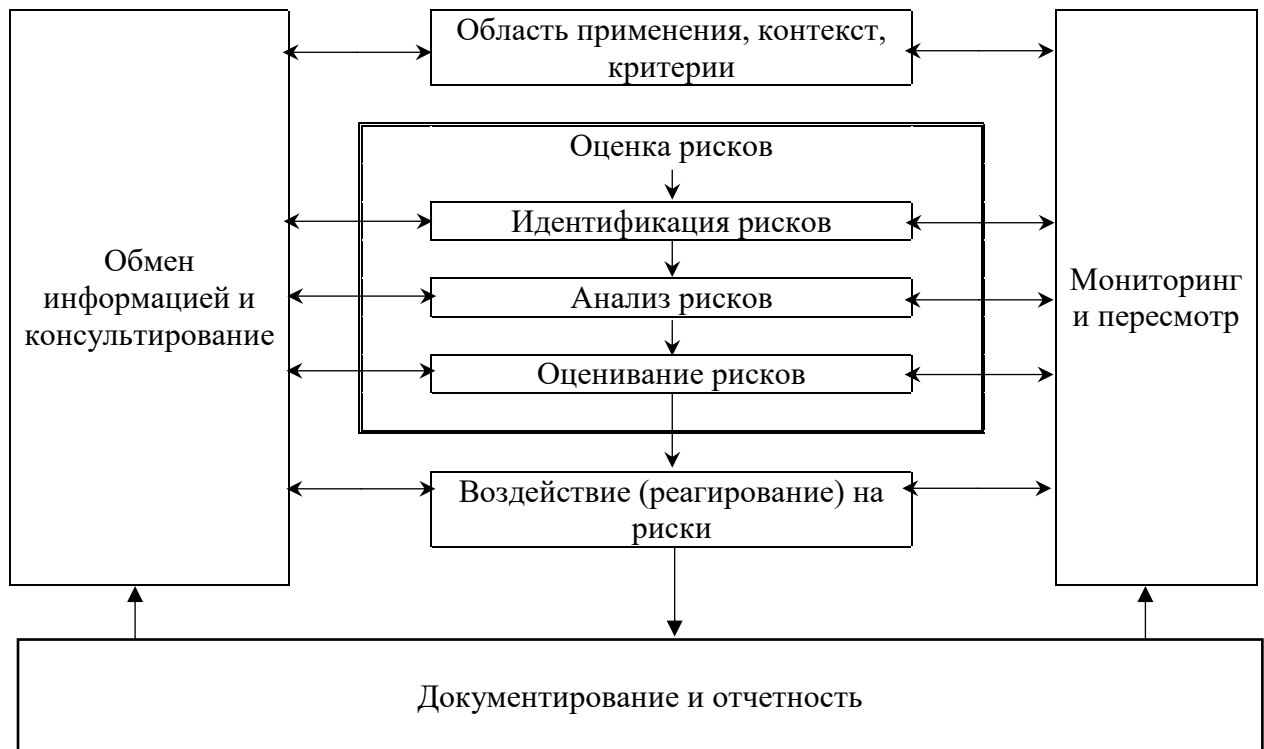 Область применения, контекст,
критерии
Оценка рисков
Идентификация рисков
Анализ рисков
Оценивание рисков
Воздействие (реагирование) на
риски
Обмен
информацией и
консультирование
Мониторинг
и пересмотр
Документирование и отчетность